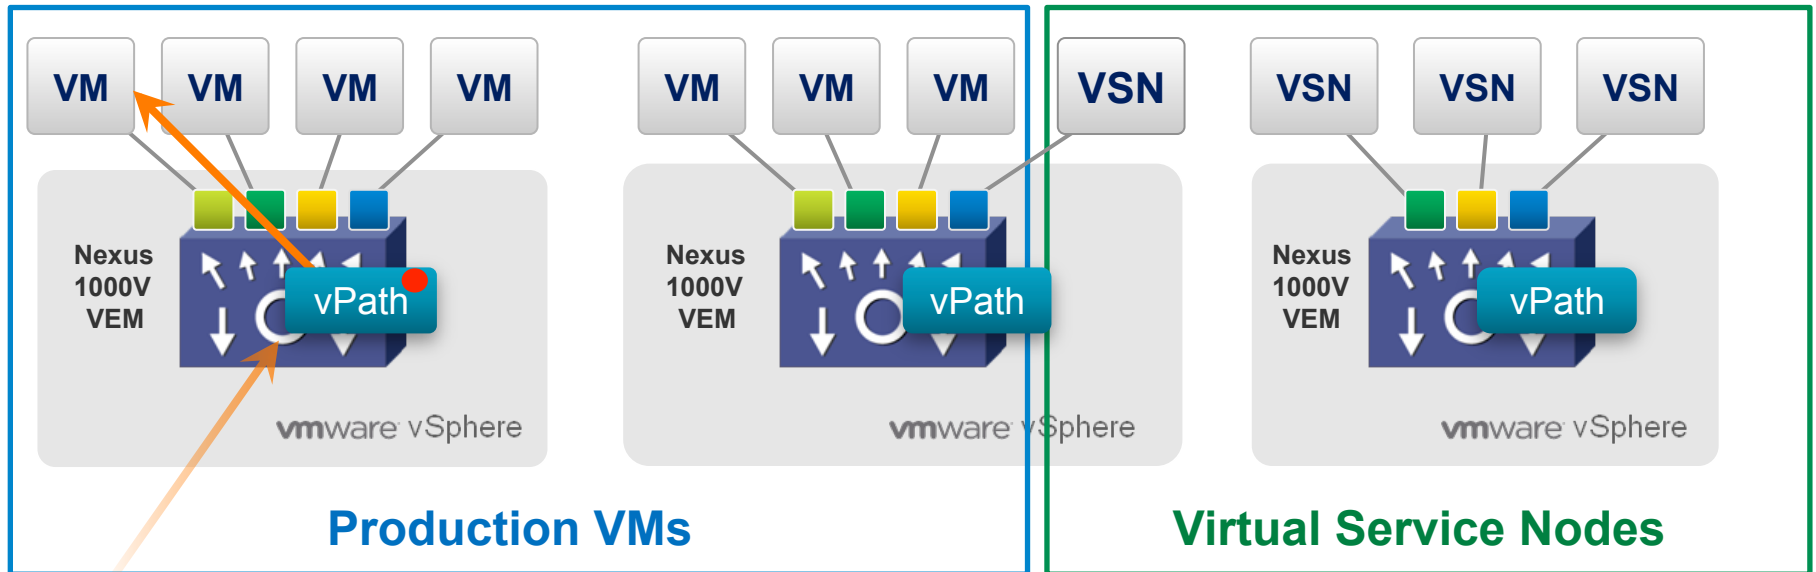 VM VM VM VM VM VM VM VSN VSN VSN VSN
Nexus
1000V
VEM
vPath
vmware vSphere
Nexus
1000V
VEM
vPath
vmware vSphere
Nexus
1000V
VEM
vPath
vmware vSphere
Production VMs
Virtual Service Nodes